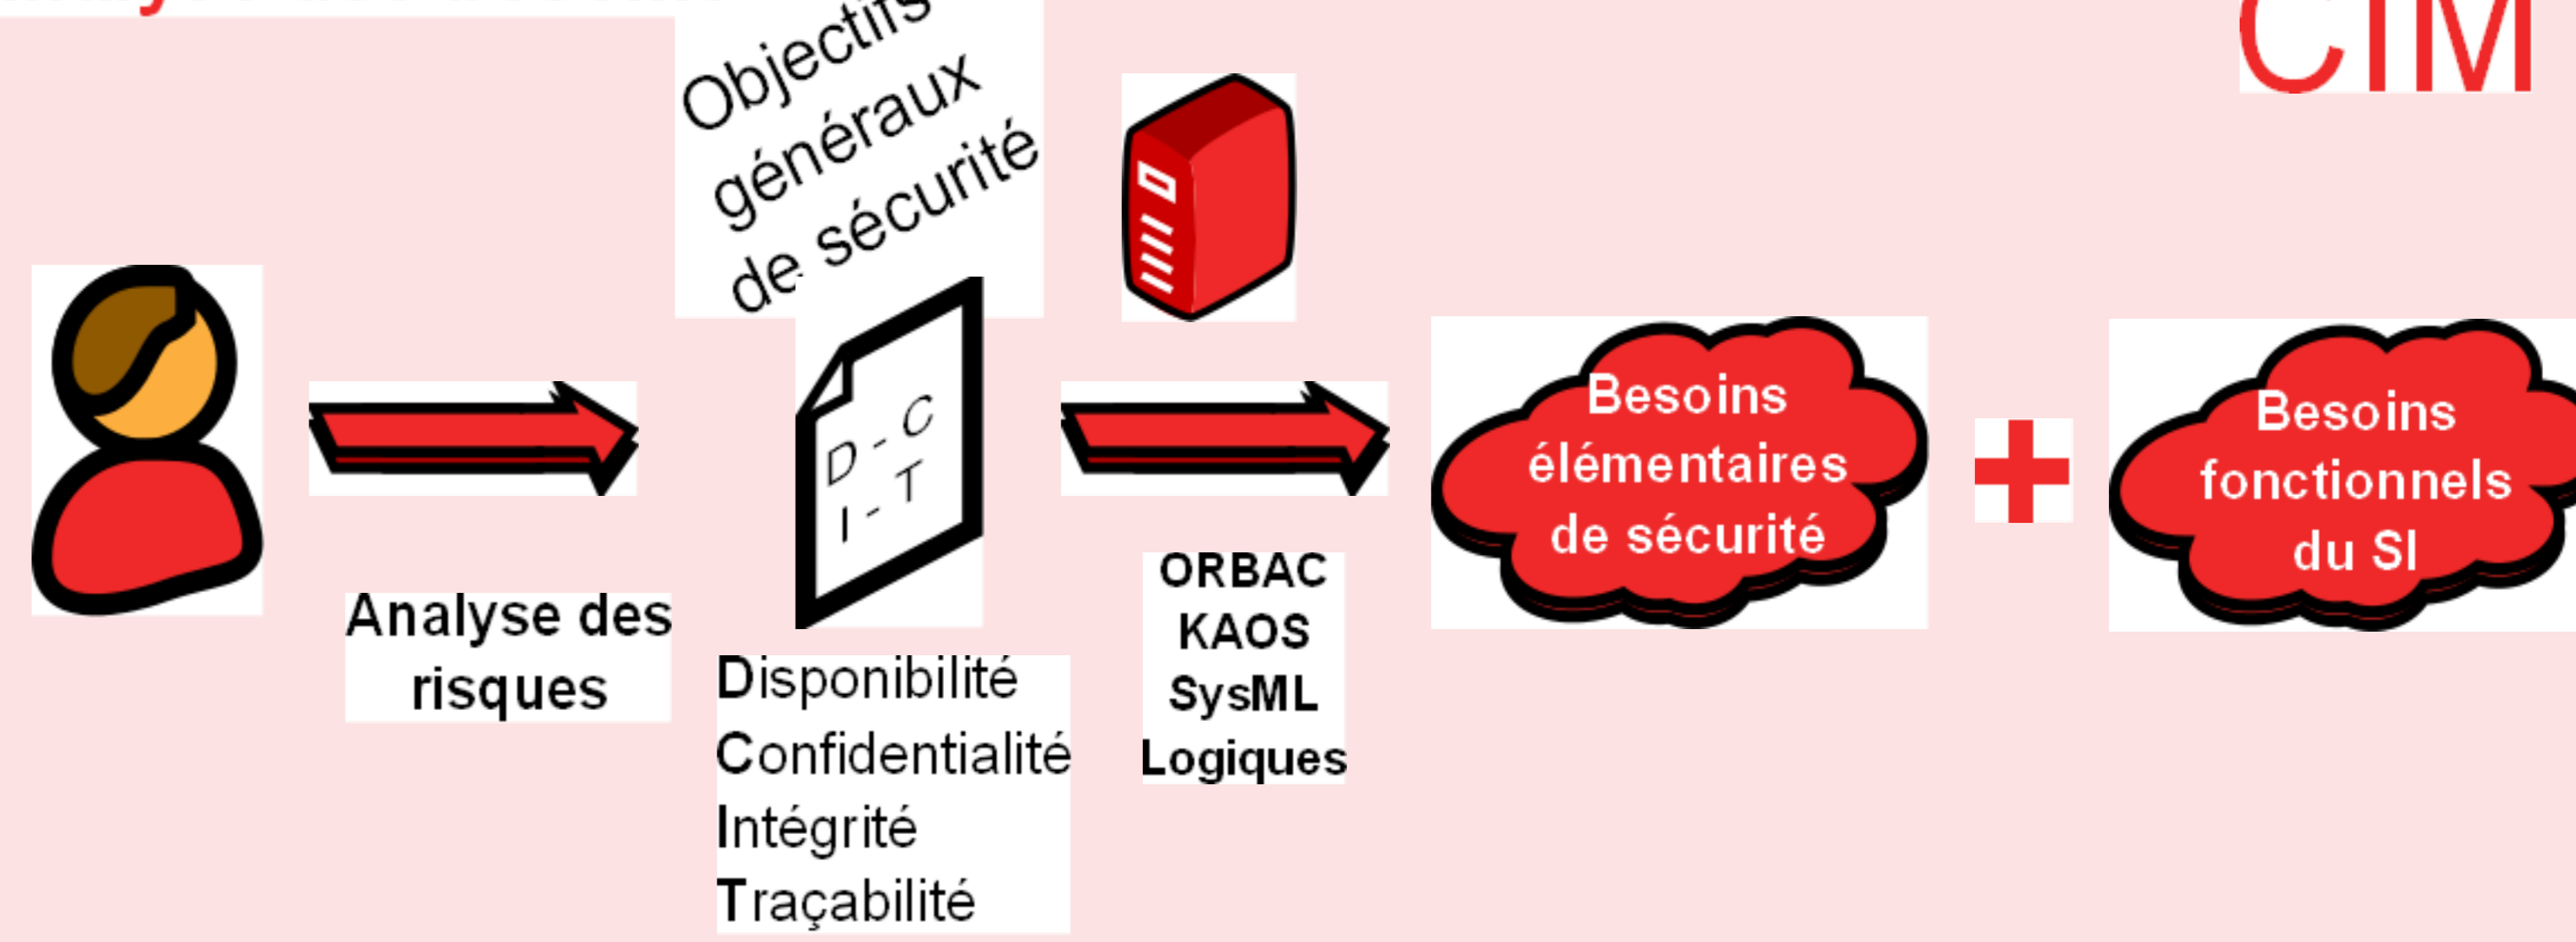 CIM
Objectifs
généraux
de sécurité
D - C
I - T
Analyse des
risques
Disponibilité
Confidentialité
Intégrité
Traçabilité
ORBAC
KAOS
SysML
Logiques
Besoins
élémentaires
de sécurité
+
Besoins
fonctionnels
du SI